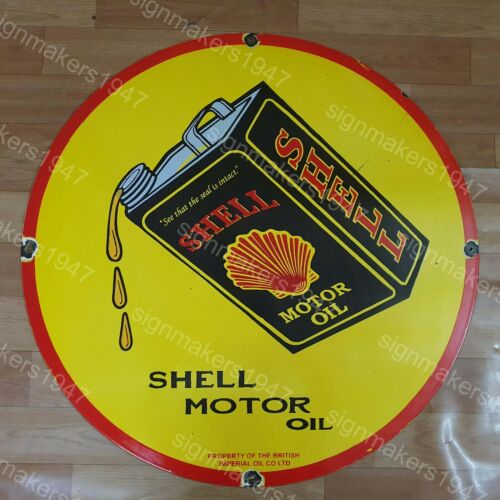 "See that the seal is intact."
SHELL
MOTOR
OIL
SHELL
SHELL
MOTOR
OIL
PROPERTY OF THE BRITISH
IMPERIAL OIL CO LTD
signmakers1947